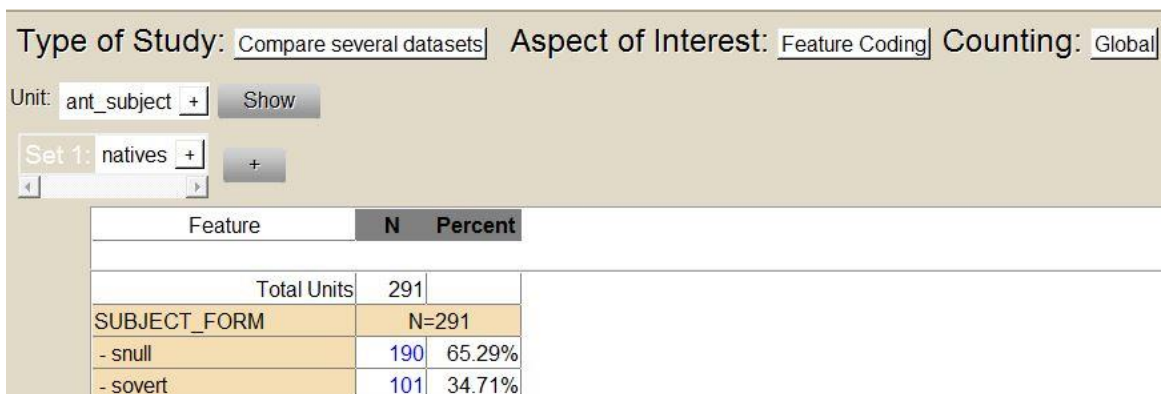 Type of Study: Compare several datasets Aspect of Interest: Feature Coding Counting: Global
Unit: ant_subject + Show
Set 1: natives + +
Feature N Percent
Total Units 291
SUBJECT_FORM N=291
- snull 190 65.29%
- sovert 101 34.71%